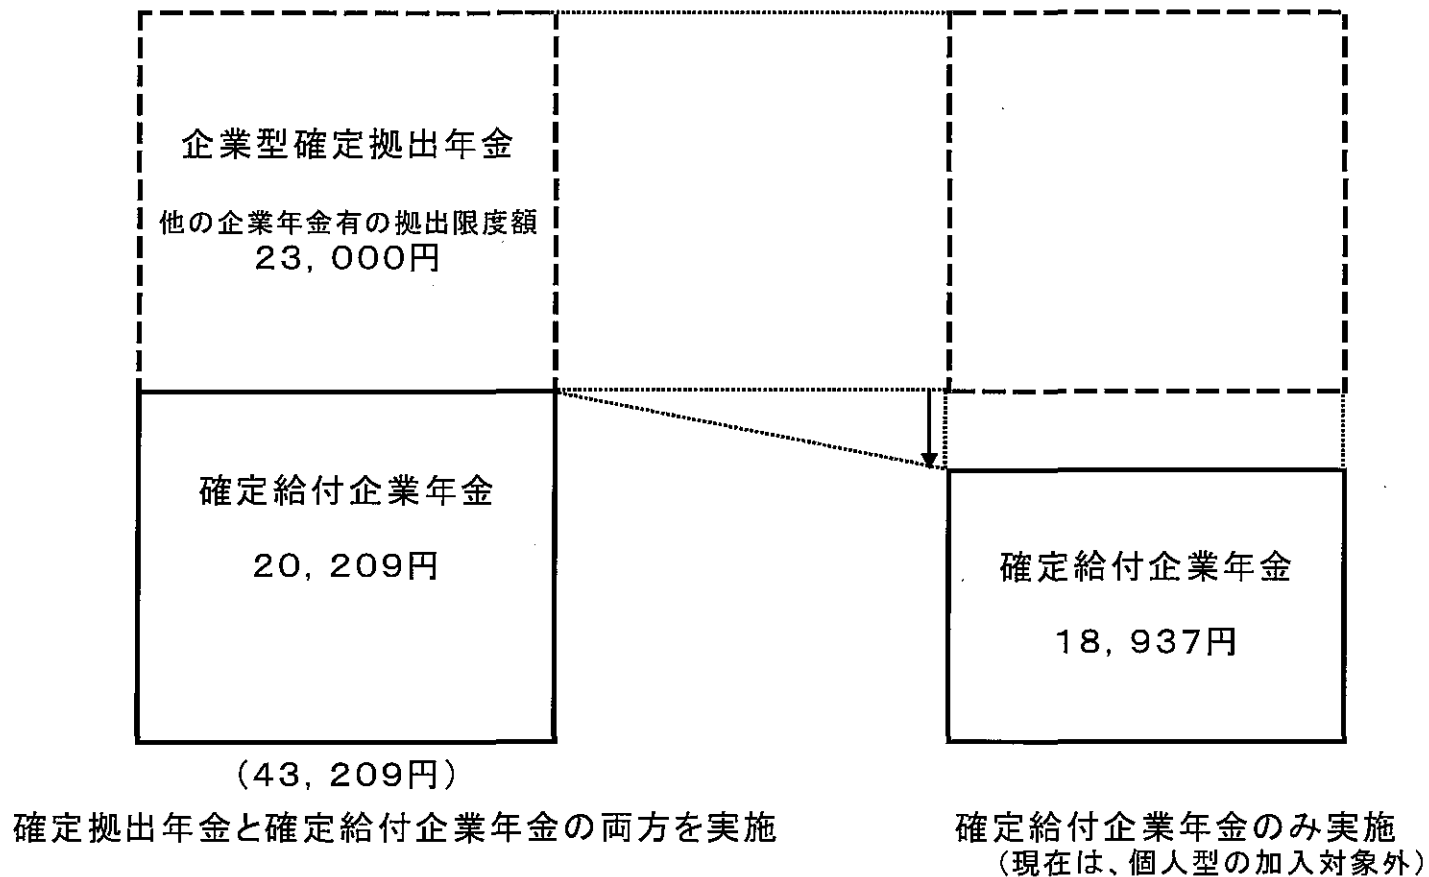 企業型確定拠出年金
他の企業年金有の拠出限度額
23,000円
確定給付企業年金
20,209円
(43,209円)
確定拠出年金と確定給付企業年金の両方を実施
確定給付企業年金
18,937円
確定給付企業年金のみ実施
(現在は、個人型の加入対象外)